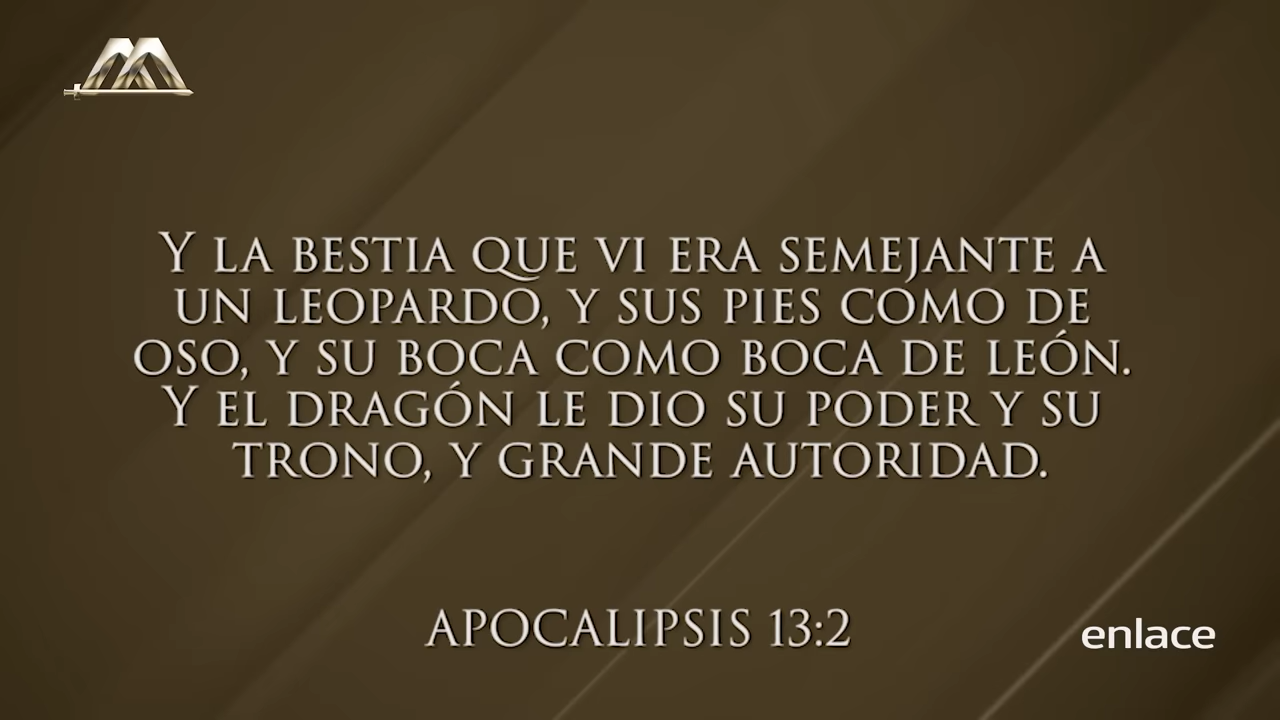 Y LA BESTIA QUE VI ERA SEMEJANTE A
UN LEOPARDO, Y SUS PIES COMO DE
OSO, Y SU BOCA COMO BOCA DE LEÓN.
Y EL DRAGÓN LE DIO SU PODER Y SU
TRONO, Y GRANDE AUTORIDAD.
APOCALIPSIS 13:2
enlace